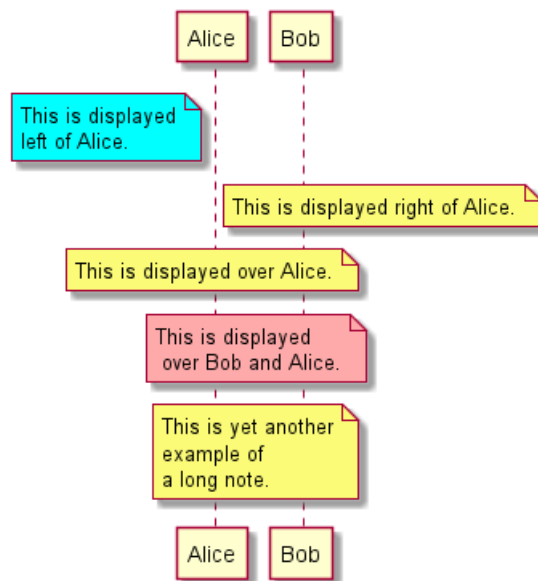 Alice Bob
This is displayed
left of Alice.
This is displayed right of Alice.
This is displayed over Alice.
This is displayed
over Bob and Alice.
This is yet another
example of
a long note.
Alice Bob